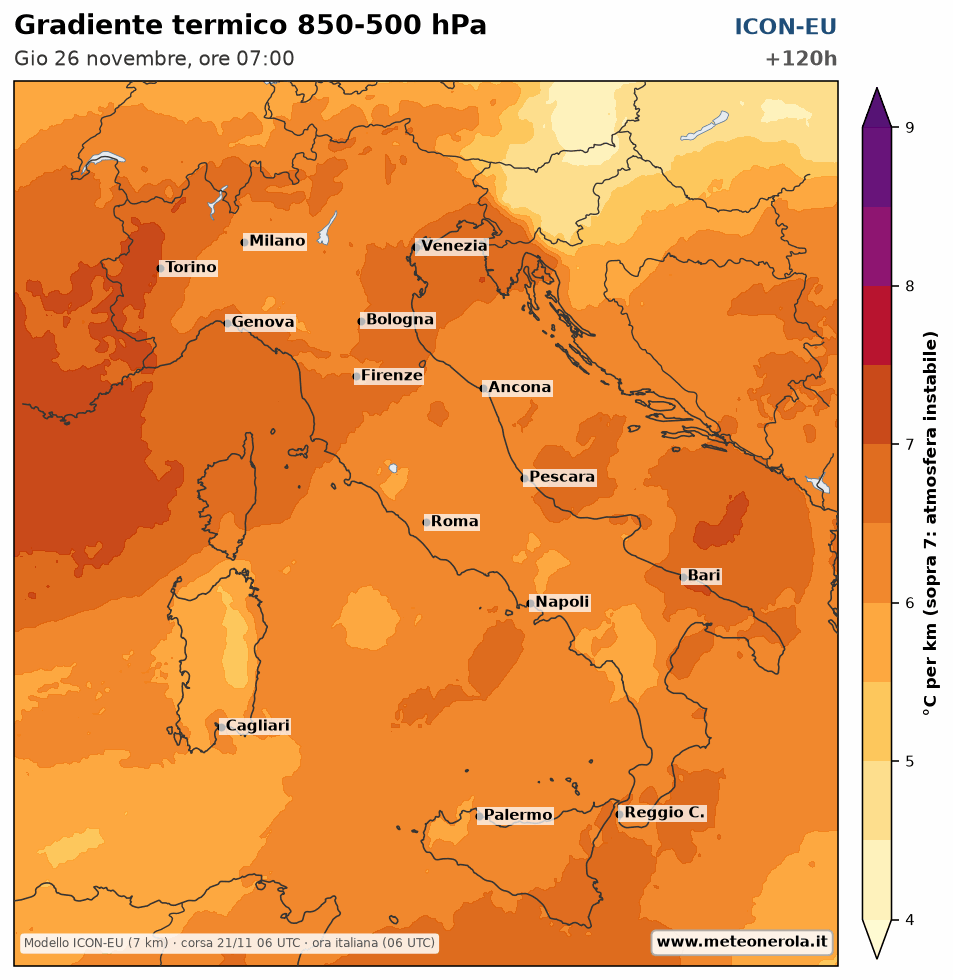 Gradiente termico 850-500 hPa
ICON-EU
Gio 26 novembre, ore 07:00
+120h
Milano
Venezia
Torino
Genova
Bologna
Firenze
Ancona
Pescara
Roma
Bari
Napoli
Cagliari
Palermo
Reggio C.
9
8
7
6
5
4
°C per km (sopra 7: atmosfera instabile)
Modello ICON-EU (7 km) · corsa 21/11 06 UTC · ora italiana (06 UTC)
www.meteonerola.it